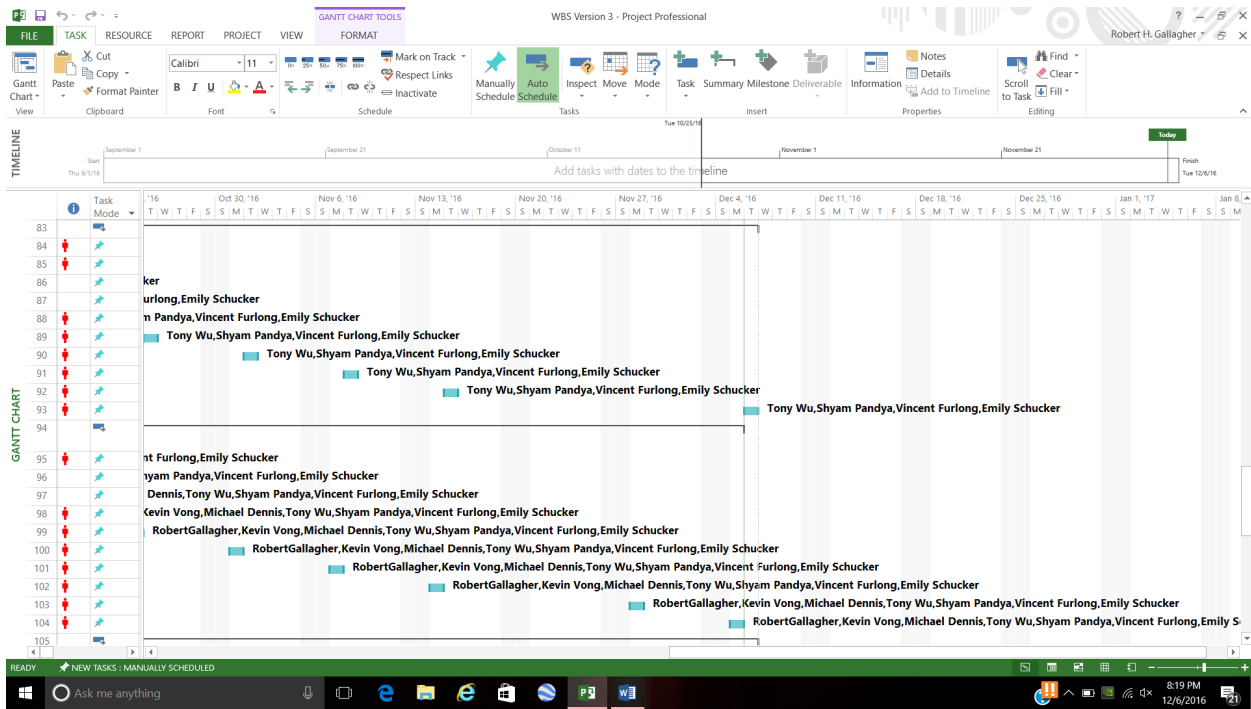 GANTT CHART TOOLS
WBS Version 3 - Project Professional
FILE TASK RESOURCE REPORT PROJECT VIEW FORMAT
Robert H. Gallagher
Gantt Chart
View
Paste
Cut
Copy
Format Painter
Clipboard
Calibri 11
B I U A
Font
0% 25% 50% 75% 100%
Mark on Track
Respect Links
Inactivate
Schedule
Manually Schedule
Auto Schedule
Inspect
Move
Mode
Tasks
Task
Summary
Milestone
Deliverable
Insert
Information
Notes
Details
Add to Timeline
Properties
Scroll to Task
Find
Clear
Fill
Editing
TIMELINE
Tue 10/25/16
Today
September 1 September 21 October 11 November 1 November 21
Start
Thu 9/1/16
Add tasks with dates to the timeline
Finish
Tue 12/6/16
GANTT CHART
Task Mode
, '16 Oct 30, '16 Nov 6, '16 Nov 13, '16 Nov 20, '16 Nov 27, '16 Dec 4, '16 Dec 11, '16 Dec 18, '16 Dec 25, '16 Jan 1, '17 Jan 8,
T W T F S S M T W T F S S M T W T F S S M T W T F S S M T W T F S S M T W T F S S M T W T F S S M T W T F S S M T W T F S S M T W T F S S M T W T F S S M
83
84
85
86 ker
87 urlong,Emily Schucker
88 m Pandya,Vincent Furlong,Emily Schucker
89 Tony Wu,Shyam Pandya,Vincent Furlong,Emily Schucker
90 Tony Wu,Shyam Pandya,Vincent Furlong,Emily Schucker
91 Tony Wu,Shyam Pandya,Vincent Furlong,Emily Schucker
92 Tony Wu,Shyam Pandya,Vincent Furlong,Emily Schucker
93 Tony Wu,Shyam Pandya,Vincent Furlong,Emily Schucker
94
95 nt Furlong,Emily Schucker
96 hyam Pandya,Vincent Furlong,Emily Schucker
97 Dennis,Tony Wu,Shyam Pandya,Vincent Furlong,Emily Schucker
98 Kevin Vong,Michael Dennis,Tony Wu,Shyam Pandya,Vincent Furlong,Emily Schucker
99 RobertGallagher,Kevin Vong,Michael Dennis,Tony Wu,Shyam Pandya,Vincent Furlong,Emily Schucker
100 RobertGallagher,Kevin Vong,Michael Dennis,Tony Wu,Shyam Pandya,Vincent Furlong,Emily Schucker
101 RobertGallagher,Kevin Vong,Michael Dennis,Tony Wu,Shyam Pandya,Vincent Furlong,Emily Schucker
102 RobertGallagher,Kevin Vong,Michael Dennis,Tony Wu,Shyam Pandya,Vincent Furlong,Emily Schucker
103 RobertGallagher,Kevin Vong,Michael Dennis,Tony Wu,Shyam Pandya,Vincent Furlong,Emily Schucker
104 RobertGallagher,Kevin Vong,Michael Dennis,Tony Wu,Shyam Pandya,Vincent Furlong,Emily S
105
READY NEW TASKS : MANUALLY SCHEDULED
Ask me anything
8:19 PM
12/6/2016
21